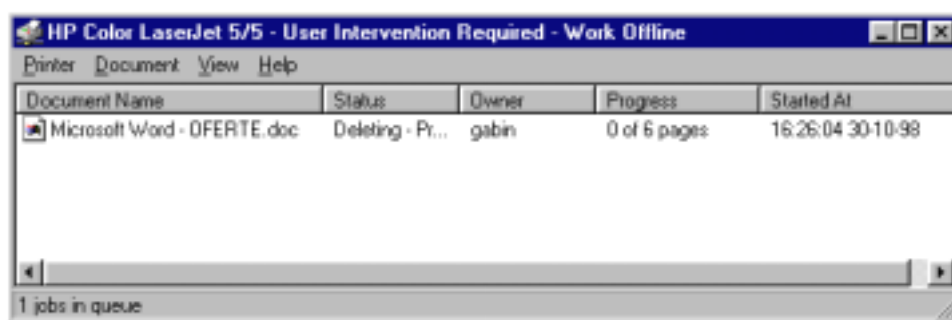 HP Color LaserJet 5/5 - User Intervention Required - Work Offline
Printer Document View Help
Document Name Status Owner Progress Started At
Microsoft Word - OFERTE.doc Deleting - Pr... gabin 0 of 6 pages 16:26:04 30-10-98
1 jobs in queue